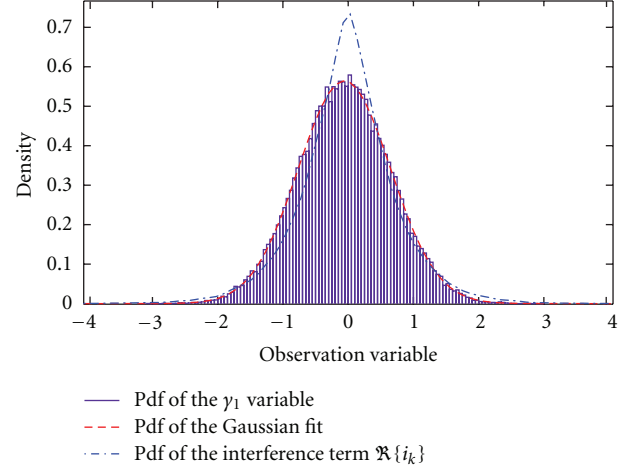 0.7
0.6
0.5
0.4
0.3
0.2
0.1
0
Density
−4 −3 −2 −1 0 1 2 3 4
Observation variable
Pdf of the γ₁ variable
Pdf of the Gaussian fit
Pdf of the interference term ℜ{iₖ}